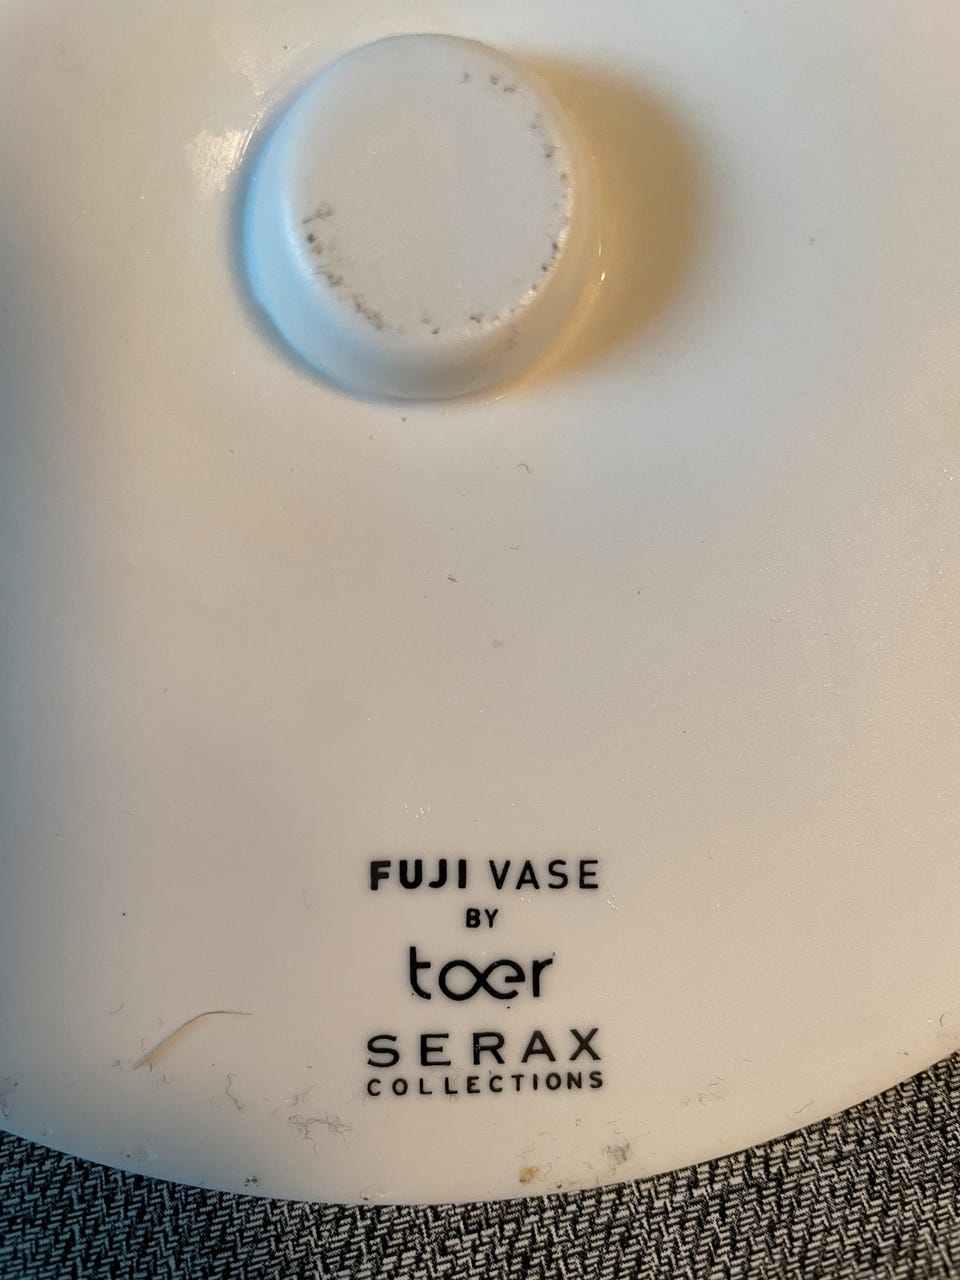 FUJI VASE
BY
toer
SERAX
COLLECTIONS